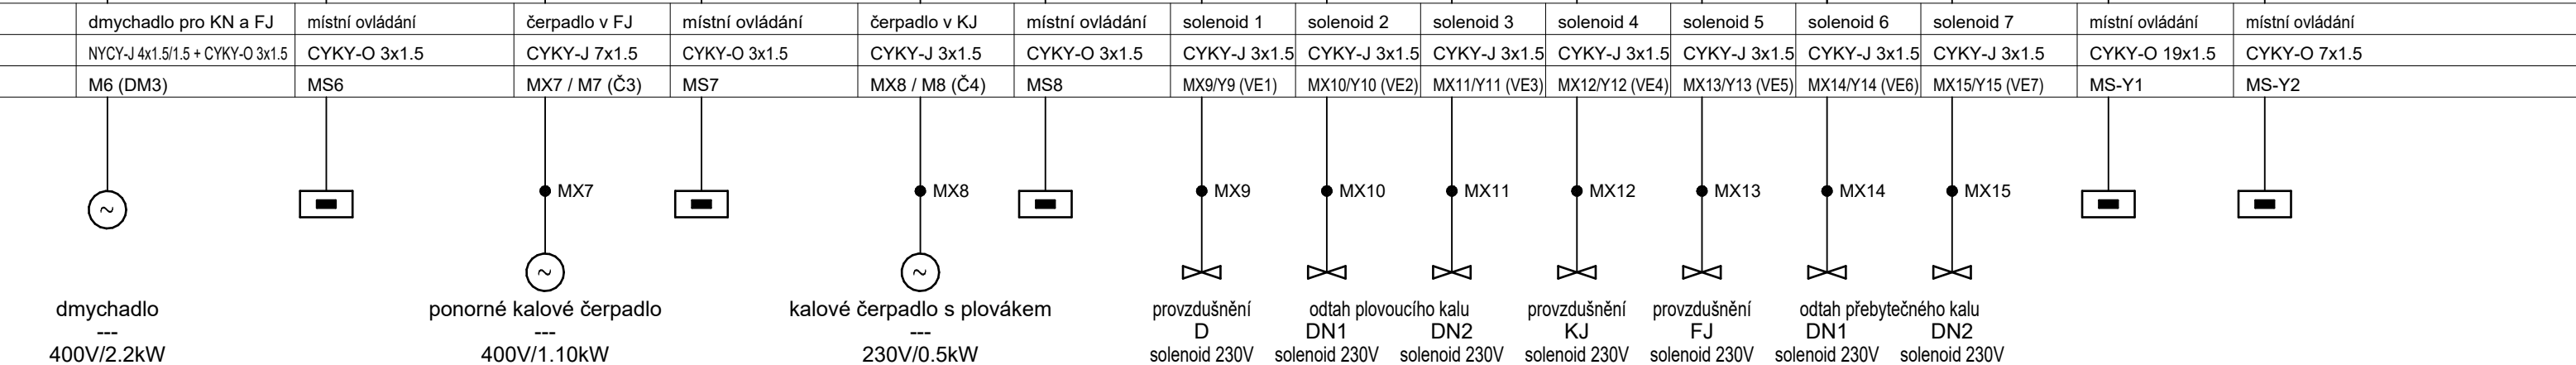 dmychadlo pro KN a FJ místní ovládání čerpadlo v FJ místní ovládání čerpadlo v KJ místní ovládání solenoid 1 solenoid 2 solenoid 3 solenoid 4 solenoid 5 solenoid 6 solenoid 7 místní ovládání místní ovládání
NYCY-J 4x1.5/1.5 + CYKY-O 3x1.5 CYKY-O 3x1.5 CYKY-J 7x1.5 CYKY-O 3x1.5 CYKY-J 3x1.5 CYKY-O 3x1.5 CYKY-J 3x1.5 CYKY-J 3x1.5 CYKY-J 3x1.5 CYKY-J 3x1.5 CYKY-J 3x1.5 CYKY-J 3x1.5 CYKY-J 3x1.5 CYKY-O 19x1.5 CYKY-O 7x1.5
M6 (DM3) MS6 MX7 / M7 (Č3) MS7 MX8 / M8 (Č4) MS8 MX9/Y9 (VE1) MX10/Y10 (VE2) MX11/Y11 (VE3) MX12/Y12 (VE4) MX13/Y13 (VE5) MX14/Y14 (VE6) MX15/Y15 (VE7) MS-Y1 MS-Y2
MX7 MX8 MX9 MX10 MX11 MX12 MX13 MX14 MX15
~ ~ ~
dmychadlo ponorné kalové čerpadlo kalové čerpadlo s plovákem provzdušnění odtah plovoucího kalu provzdušnění provzdušnění odtah přebytečného kalu
--- --- --- D DN1 DN2 KJ FJ DN1 DN2
400V/2.2kW 400V/1.10kW 230V/0.5kW solenoid 230V solenoid 230V solenoid 230V solenoid 230V solenoid 230V solenoid 230V solenoid 230V